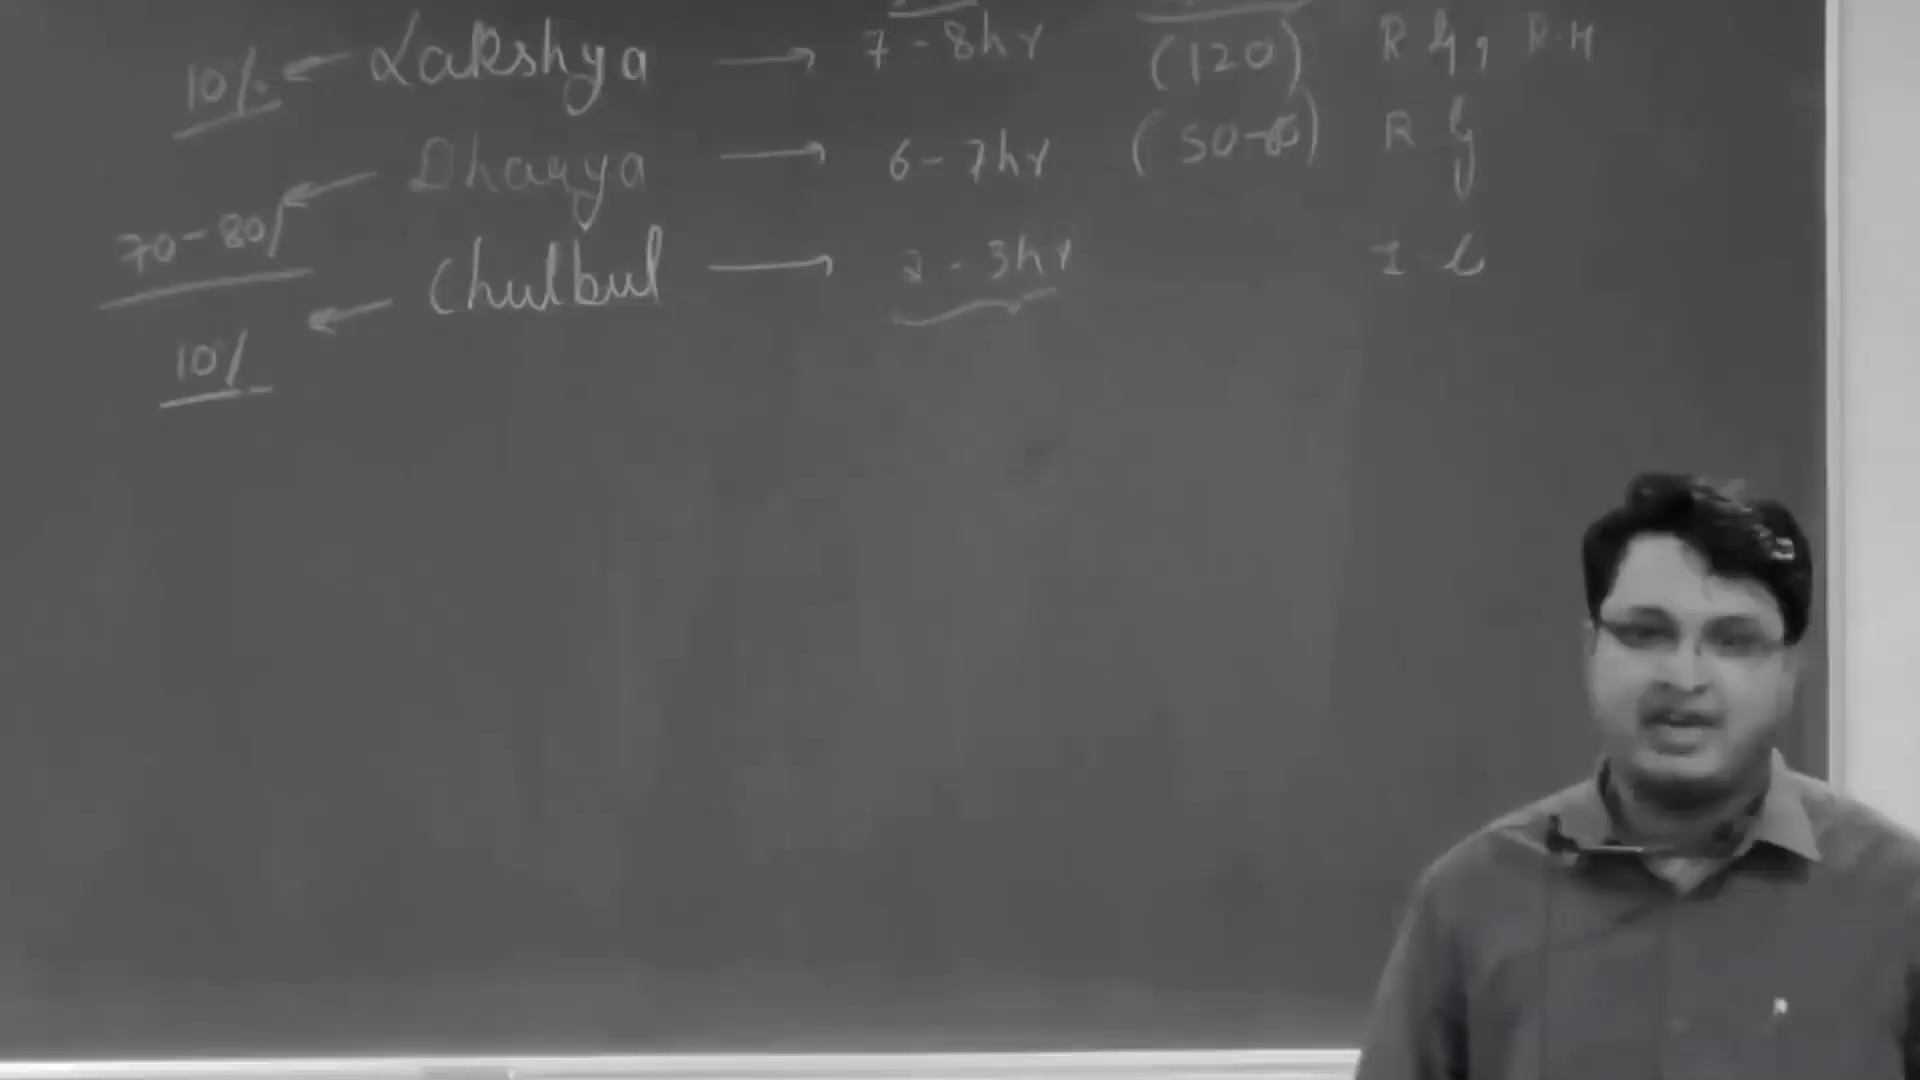 10% ← Lakshya → 7-8hr (120) R G, R.H
70-80% ← Dhairya → 6-7hr (50-60) R G
10% ← Chulbul → 2-3hr I C